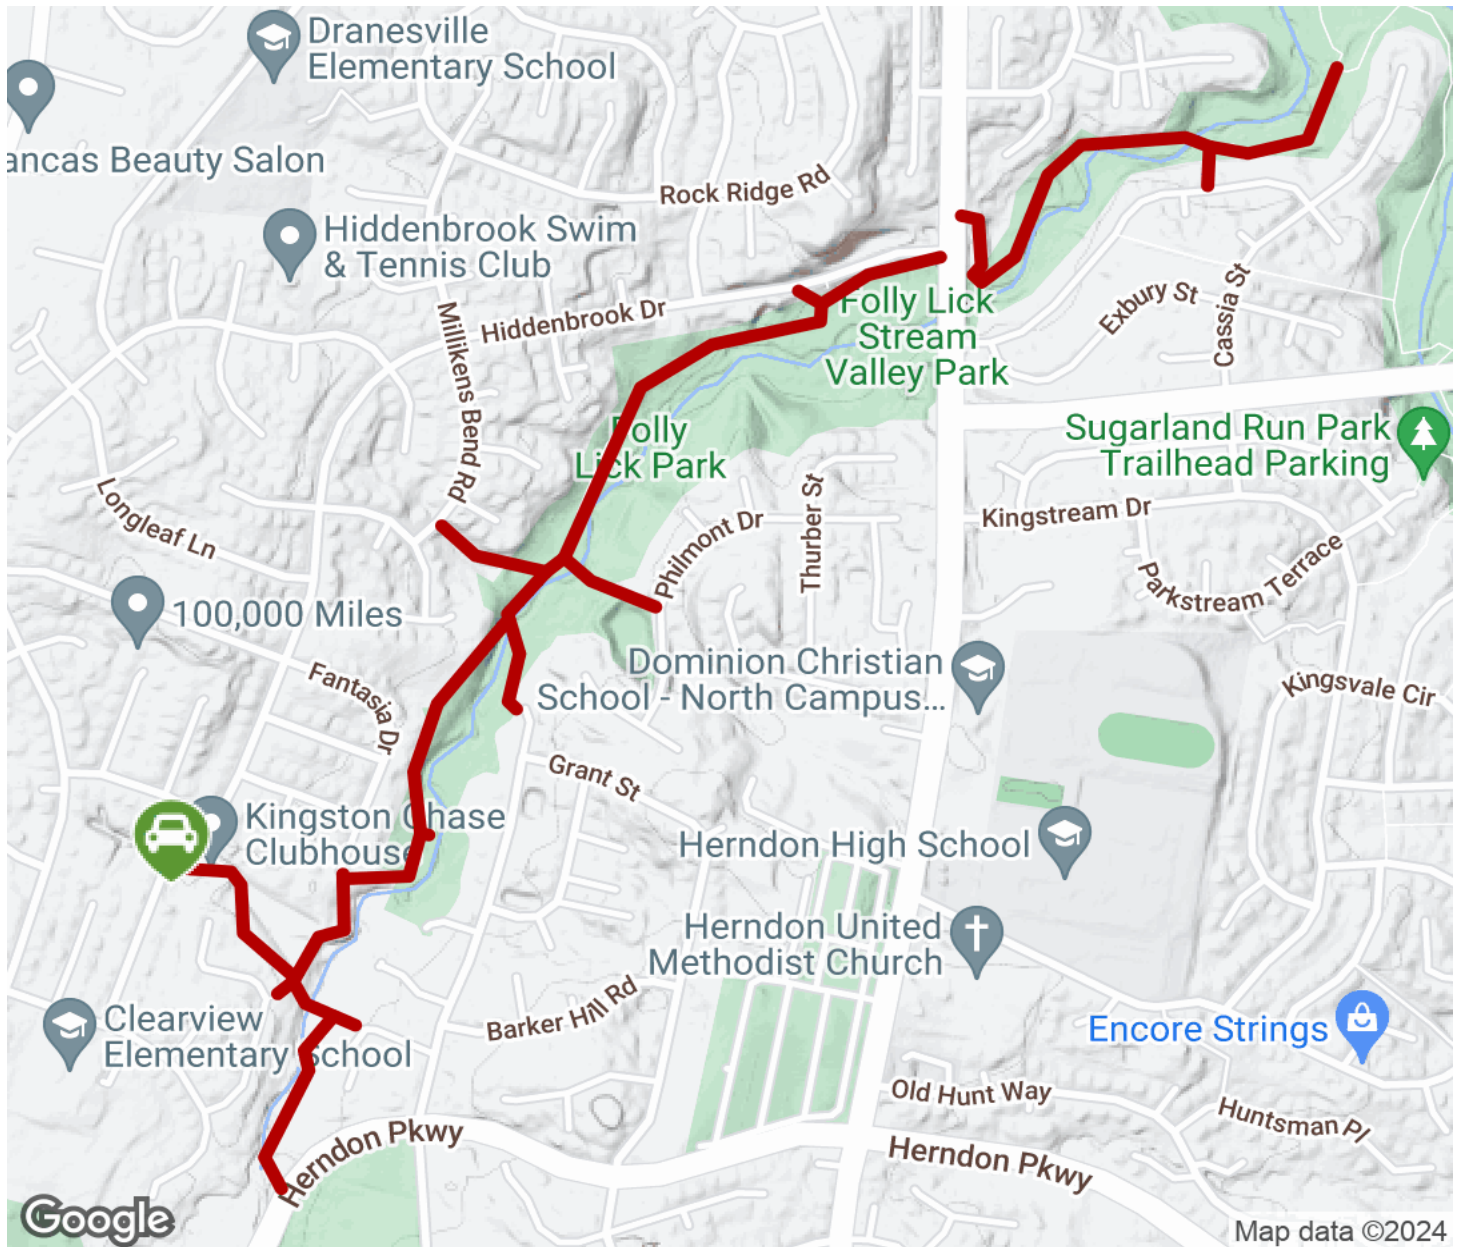 Dranesville
Elementary School
ancas Beauty Salon
Rock Ridge Rd
Hiddenbrook Swim
& Tennis Club
Millikens Bend Rd
Hiddenbrook Dr
Folly Lick
Stream
Valley Park
Exbury St
Cassia St
Folly
Lick Park
Sugarland Run Park
Trailhead Parking
Longleaf Ln
Philmont Dr
Thurber St
Kingstream Dr
Parkstream Terrace
100,000 Miles
Fantasia Dr
Dominion Christian
School - North Campus...
Kingsvale Cir
Grant St
Kingston Chase
Clubhouse
Herndon High School
Herndon United
Methodist Church
Clearview
Elementary School
Barker Hill Rd
Encore Strings
Old Hunt Way
Huntsman Pl
Herndon Pkwy
Herndon Pkwy
Google
Map data ©2024